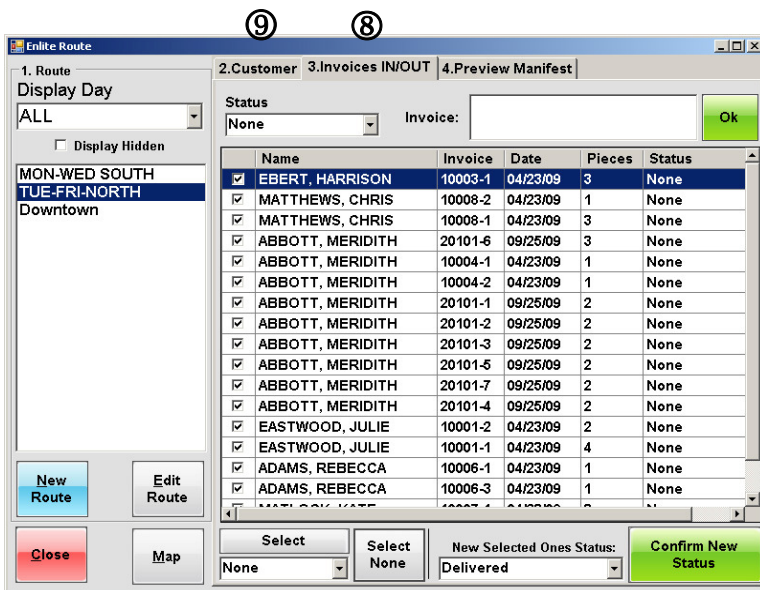 ⑨ ⑧
Enlite Route
1. Route
Display Day
ALL
Display Hidden
MON-WED SOUTH
TUE-FRI-NORTH
Downtown
New Route
Edit Route
Close
Map
2.Customer 3.Invoices IN/OUT 4.Preview Manifest
Status
None
Invoice:
Ok
Name Invoice Date Pieces Status
EBERT, HARRISON 10003-1 04/23/09 3 None
MATTHEWS, CHRIS 10008-2 04/23/09 1 None
MATTHEWS, CHRIS 10008-1 04/23/09 3 None
ABBOTT, MERIDITH 20101-6 09/25/09 3 None
ABBOTT, MERIDITH 10004-1 04/23/09 1 None
ABBOTT, MERIDITH 10004-2 04/23/09 1 None
ABBOTT, MERIDITH 20101-1 09/25/09 2 None
ABBOTT, MERIDITH 20101-2 09/25/09 2 None
ABBOTT, MERIDITH 20101-3 09/25/09 2 None
ABBOTT, MERIDITH 20101-5 09/25/09 2 None
ABBOTT, MERIDITH 20101-7 09/25/09 2 None
ABBOTT, MERIDITH 20101-4 09/25/09 2 None
EASTWOOD, JULIE 10001-2 04/23/09 2 None
EASTWOOD, JULIE 10001-1 04/23/09 4 None
ADAMS, REBECCA 10006-1 04/23/09 1 None
ADAMS, REBECCA 10006-3 04/23/09 1 None
Select
None
Select None
New Selected Ones Status:
Delivered
Confirm New Status